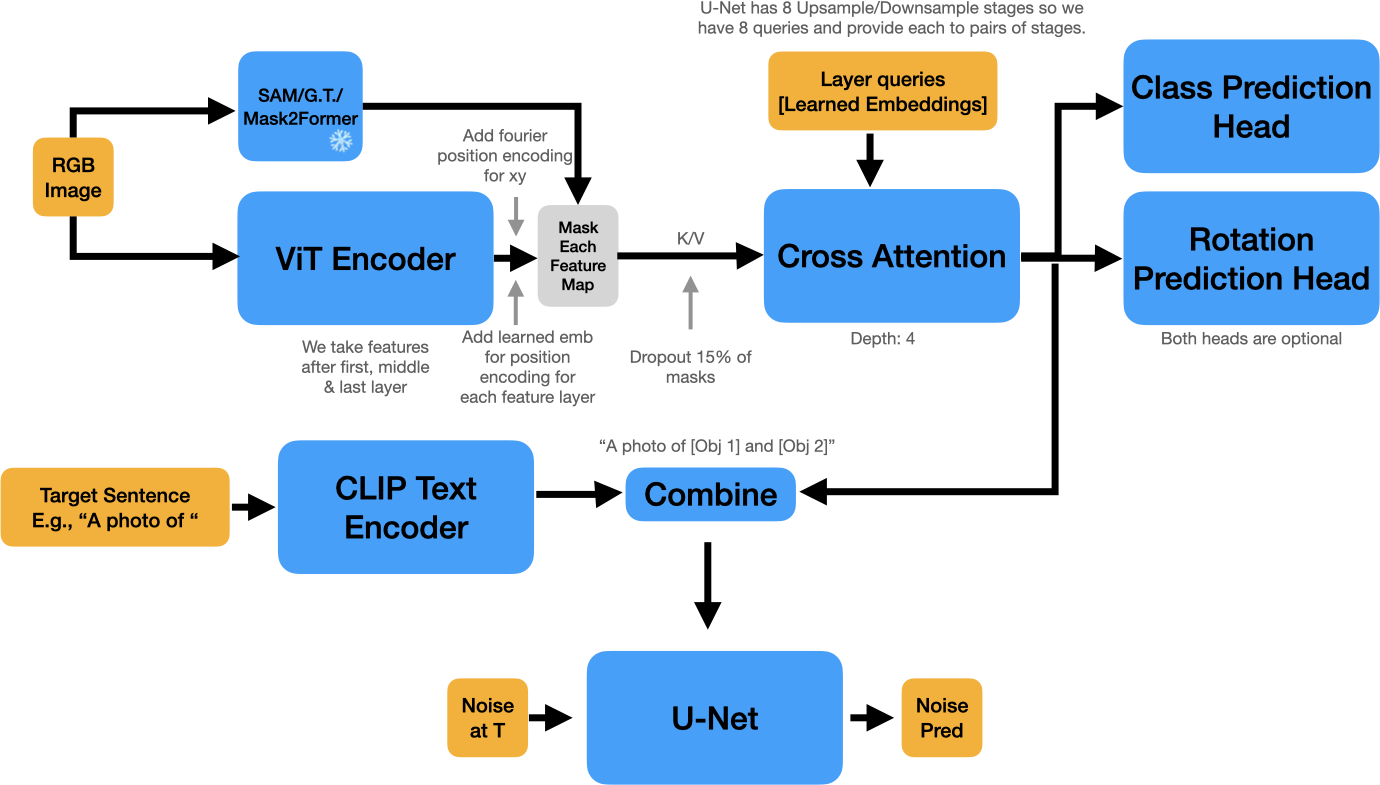 U-Net has 8 Upsample/Downsample stages so we
have 8 queries and provide each to pairs of stages.
SAM/G.T./
Mask2Former
Layer queries
[Learned Embeddings]
Class Prediction
Head
RGB
Image
Add fourier
position encoding
for xy
ViT Encoder
Mask
Each
Feature
Map
K/V
Cross Attention
Rotation
Prediction Head
We take features
after first, middle
& last layer
Add learned emb
for position
encoding for
each feature layer
Dropout 15% of
masks
Depth: 4
Both heads are optional
Target Sentence
E.g., “A photo of “
CLIP Text
Encoder
“A photo of [Obj 1] and [Obj 2]”
Combine
Noise
at T
U-Net
Noise
Pred